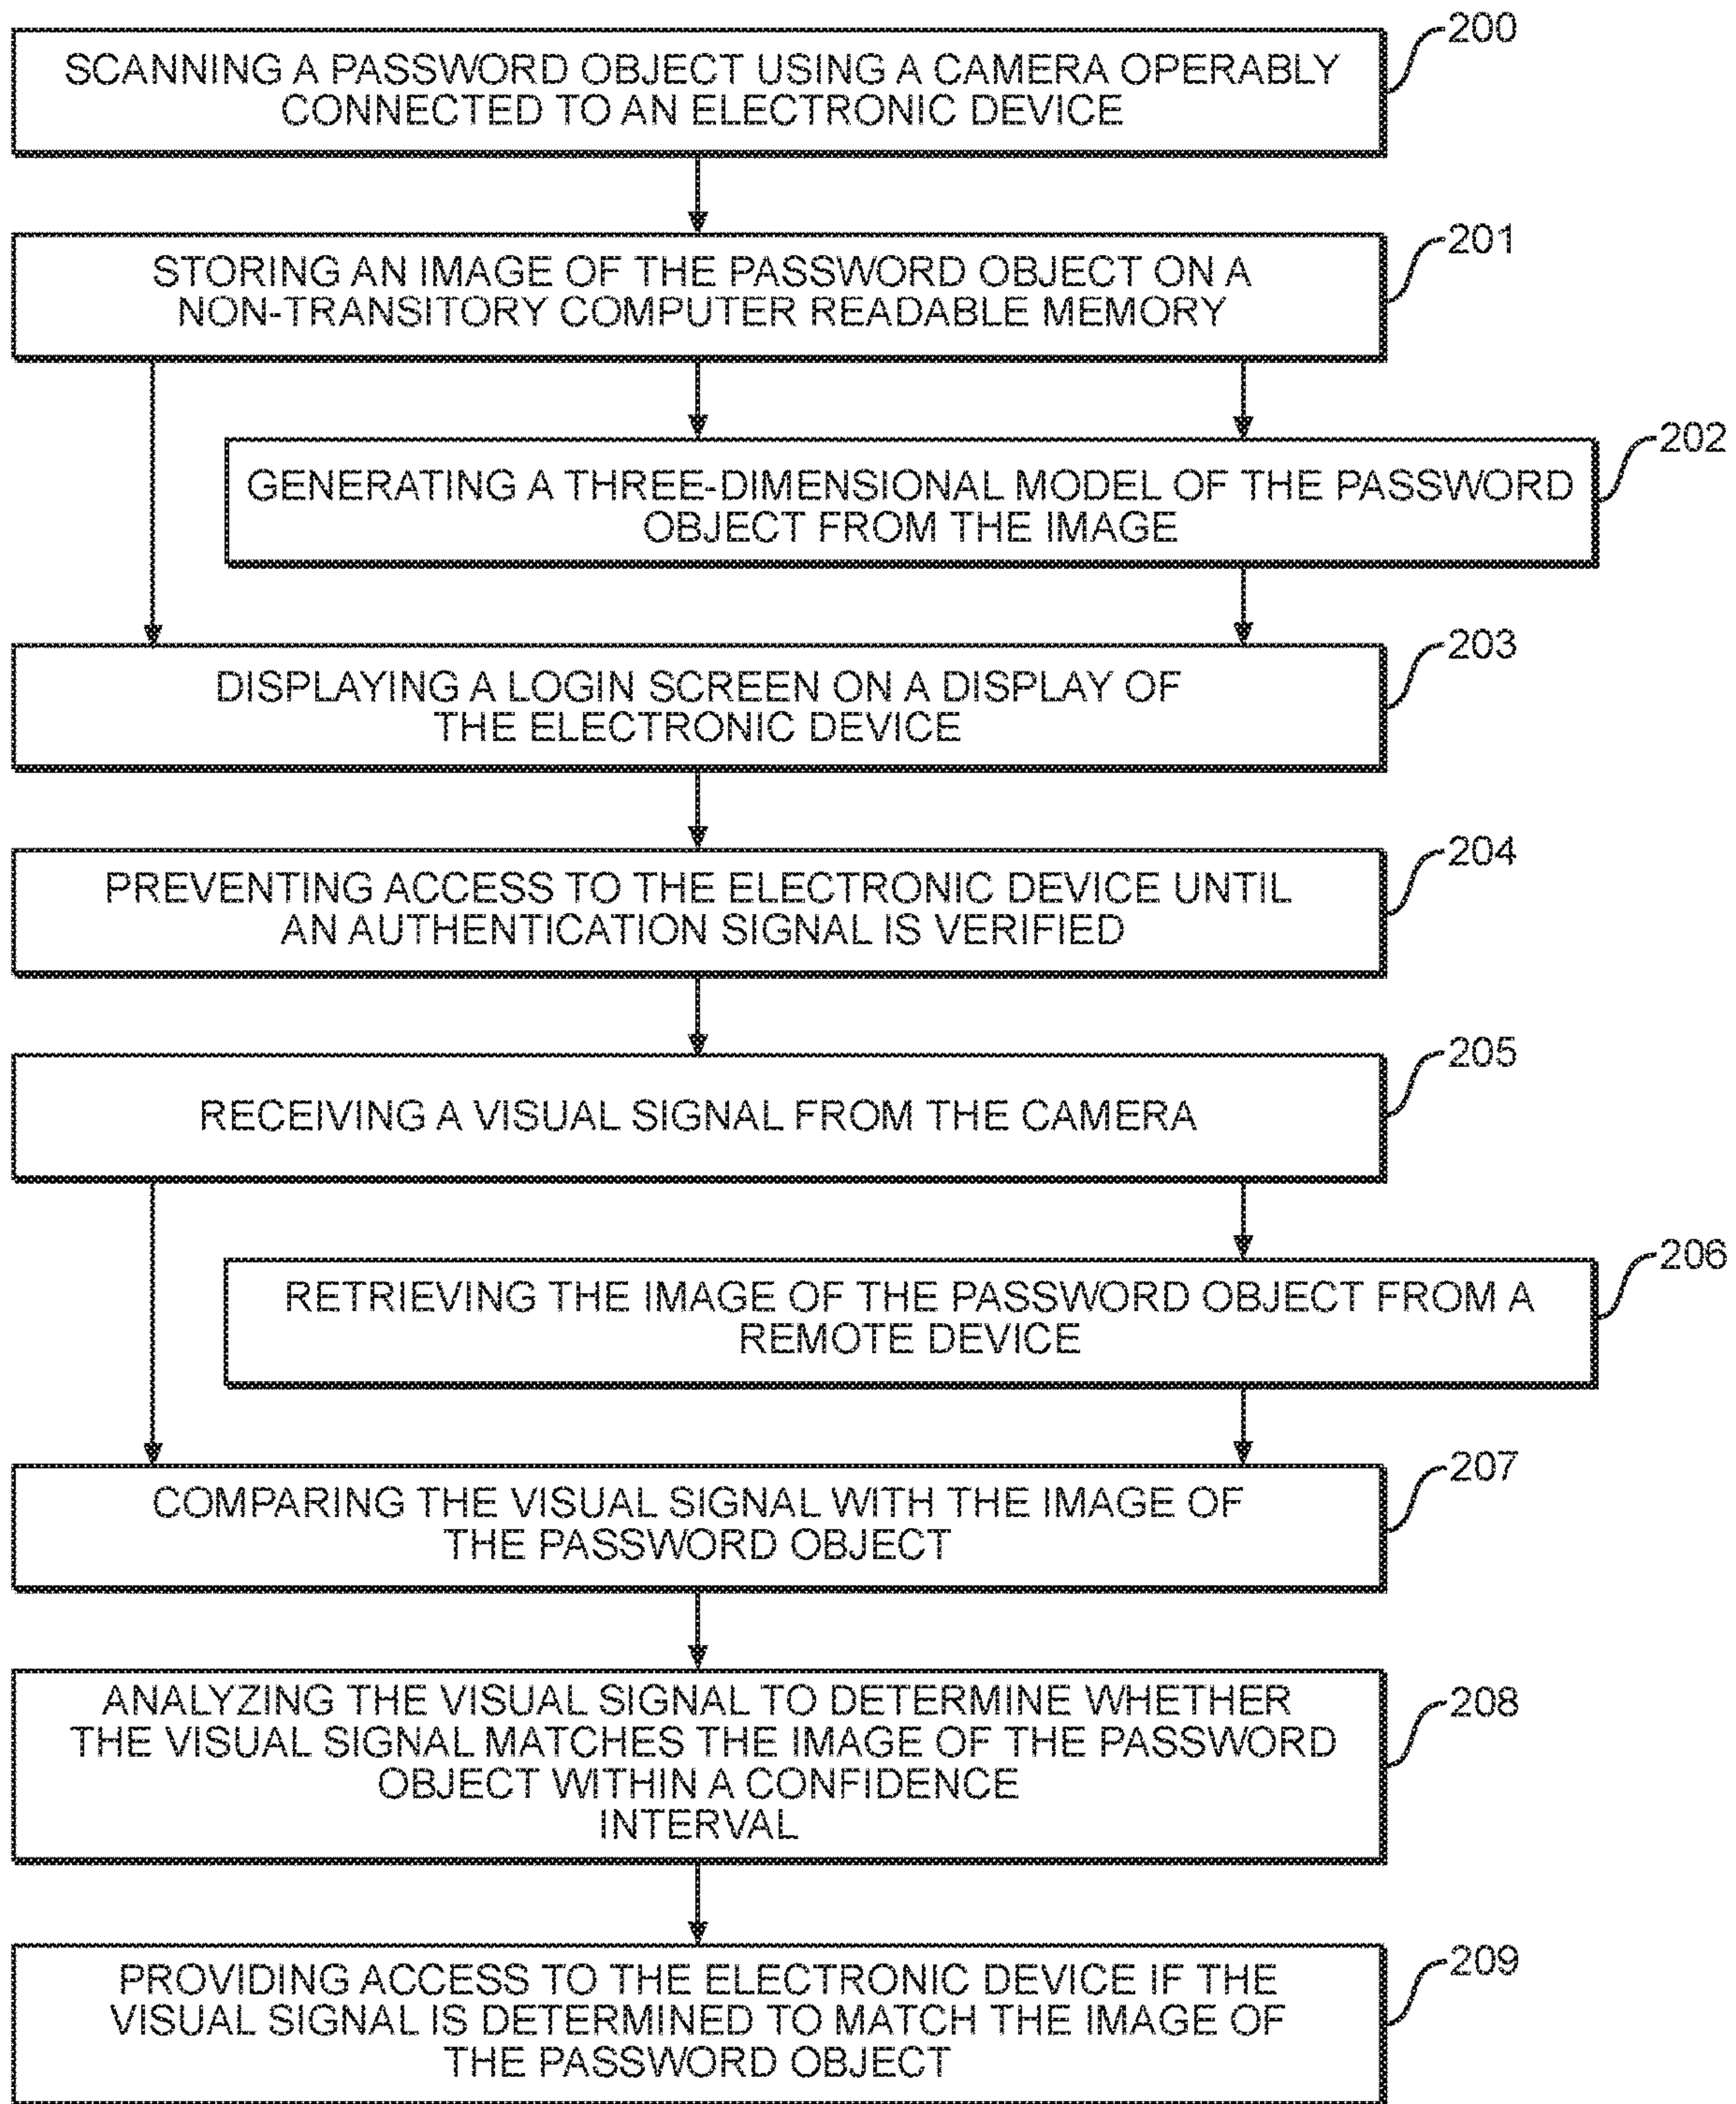 200
SCANNING A PASSWORD OBJECT USING A CAMERA OPERABLY
CONNECTED TO AN ELECTRONIC DEVICE
201
STORING AN IMAGE OF THE PASSWORD OBJECT ON A
NON-TRANSITORY COMPUTER READABLE MEMORY
202
GENERATING A THREE-DIMENSIONAL MODEL OF THE PASSWORD
OBJECT FROM THE IMAGE
203
DISPLAYING A LOGIN SCREEN ON A DISPLAY OF
THE ELECTRONIC DEVICE
204
PREVENTING ACCESS TO THE ELECTRONIC DEVICE UNTIL
AN AUTHENTICATION SIGNAL IS VERIFIED
205
RECEIVING A VISUAL SIGNAL FROM THE CAMERA
206
RETRIEVING THE IMAGE OF THE PASSWORD OBJECT FROM A
REMOTE DEVICE
207
COMPARING THE VISUAL SIGNAL WITH THE IMAGE OF
THE PASSWORD OBJECT
208
ANALYZING THE VISUAL SIGNAL TO DETERMINE WHETHER
THE VISUAL SIGNAL MATCHES THE IMAGE OF THE PASSWORD
OBJECT WITHIN A CONFIDENCE
INTERVAL
209
PROVIDING ACCESS TO THE ELECTRONIC DEVICE IF THE
VISUAL SIGNAL IS DETERMINED TO MATCH THE IMAGE OF
THE PASSWORD OBJECT